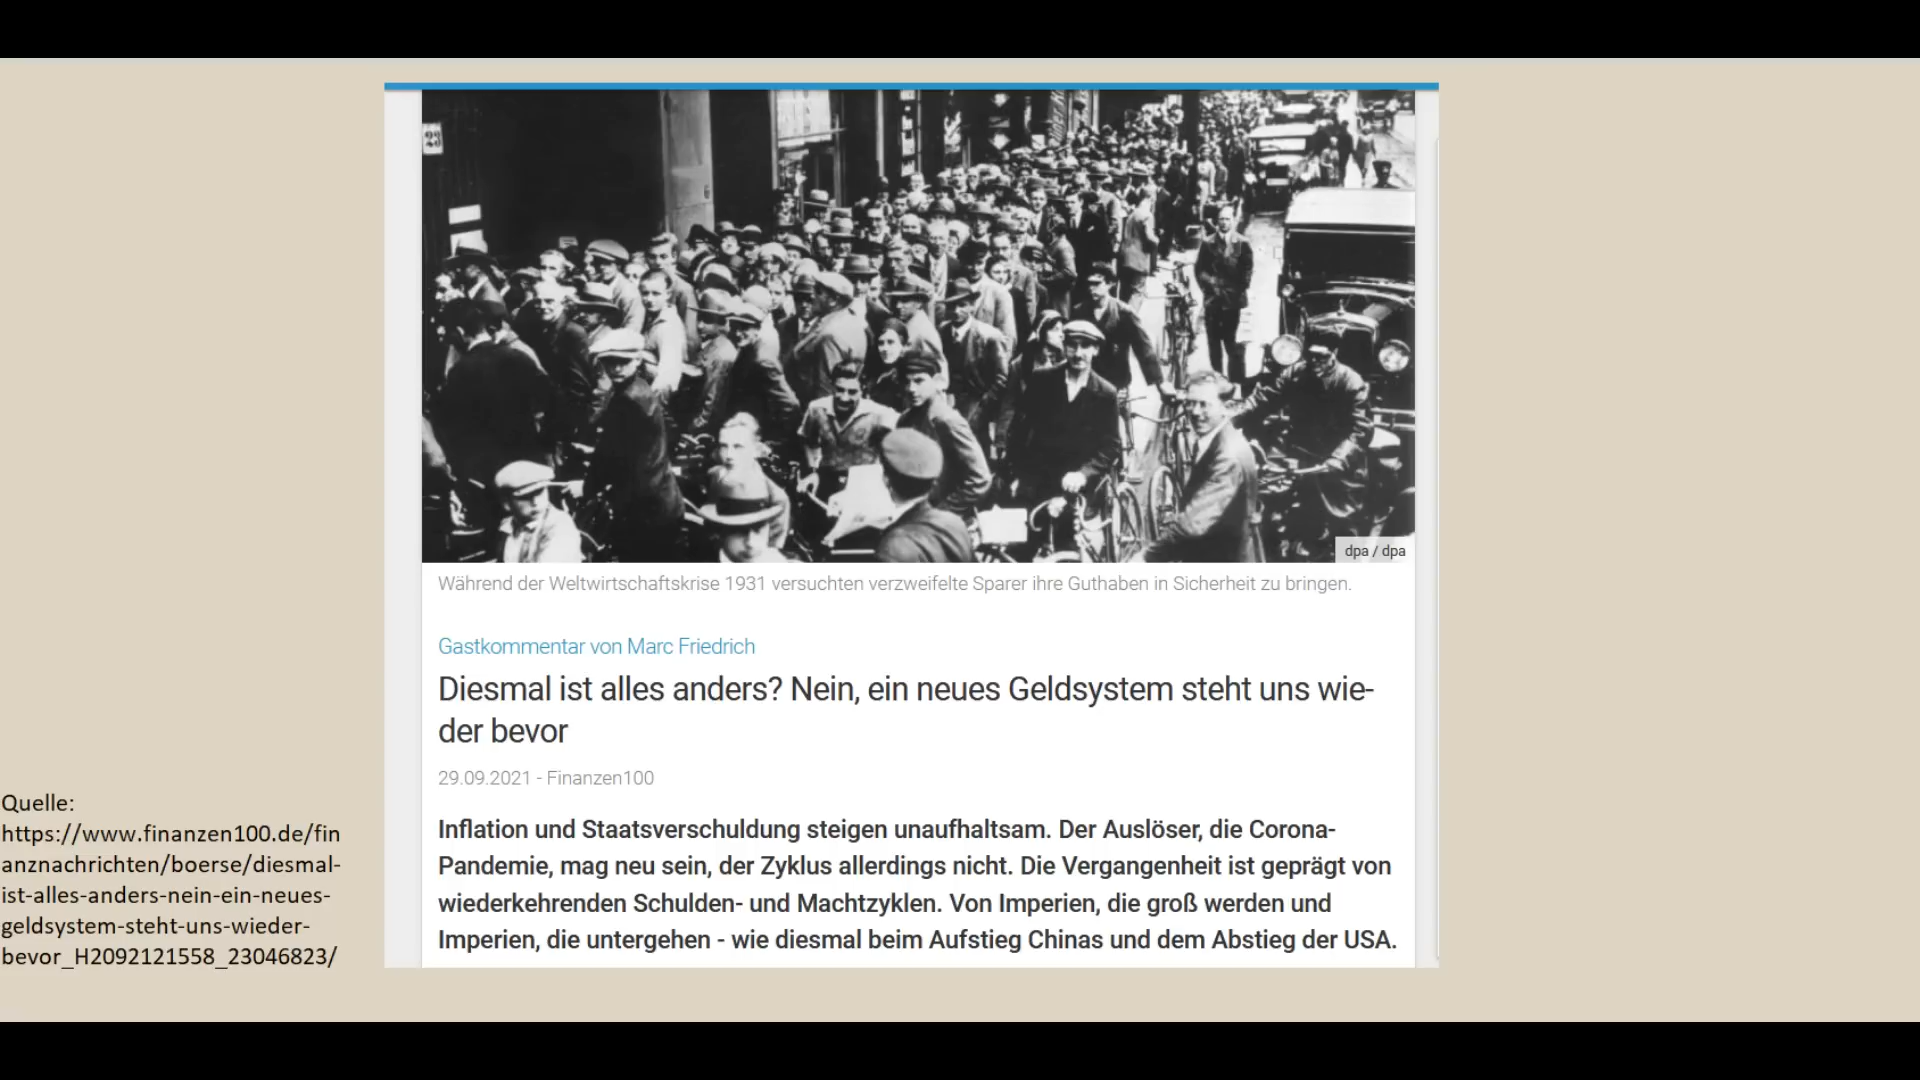 23
dpa / dpa
Während der Weltwirtschaftskrise 1931 versuchten verzweifelte Sparer ihre Guthaben in Sicherheit zu bringen.
Gastkommentar von Marc Friedrich
Diesmal ist alles anders? Nein, ein neues Geldsystem steht uns wie-
der bevor
29.09.2021 - Finanzen100
Inflation und Staatsverschuldung steigen unaufhaltsam. Der Auslöser, die Corona-
Pandemie, mag neu sein, der Zyklus allerdings nicht. Die Vergangenheit ist geprägt von
wiederkehrenden Schulden- und Machtzyklen. Von Imperien, die groß werden und
Imperien, die untergehen - wie diesmal beim Aufstieg Chinas und dem Abstieg der USA.
Quelle:
https://www.finanzen100.de/fin
anznachrichten/boerse/diesmal-
ist-alles-anders-nein-ein-neues-
geldsystem-steht-uns-wieder-
bevor_H2092121558_23046823/